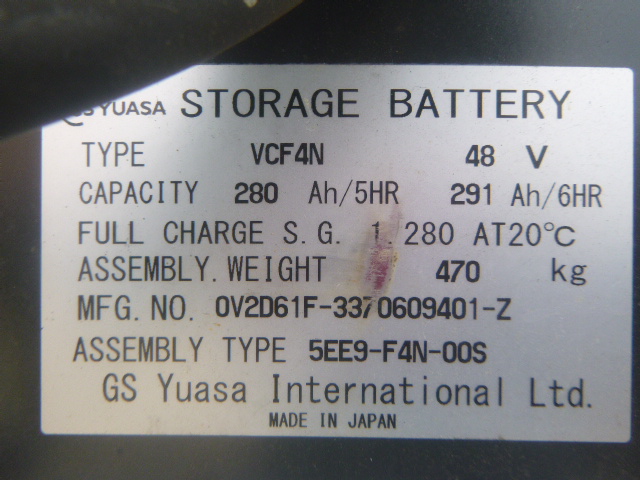 GS YUASA STORAGE BATTERY
TYPE VCF4N 48 V
CAPACITY 280 Ah/5HR 291 Ah/6HR
FULL CHARGE S.G. 1.280 AT20℃
ASSEMBLY.WEIGHT 470 kg
MFG.NO. 0V2D61F-3370609401-Z
ASSEMBLY TYPE 5EE9-F4N-00S
GS Yuasa International Ltd.
MADE IN JAPAN